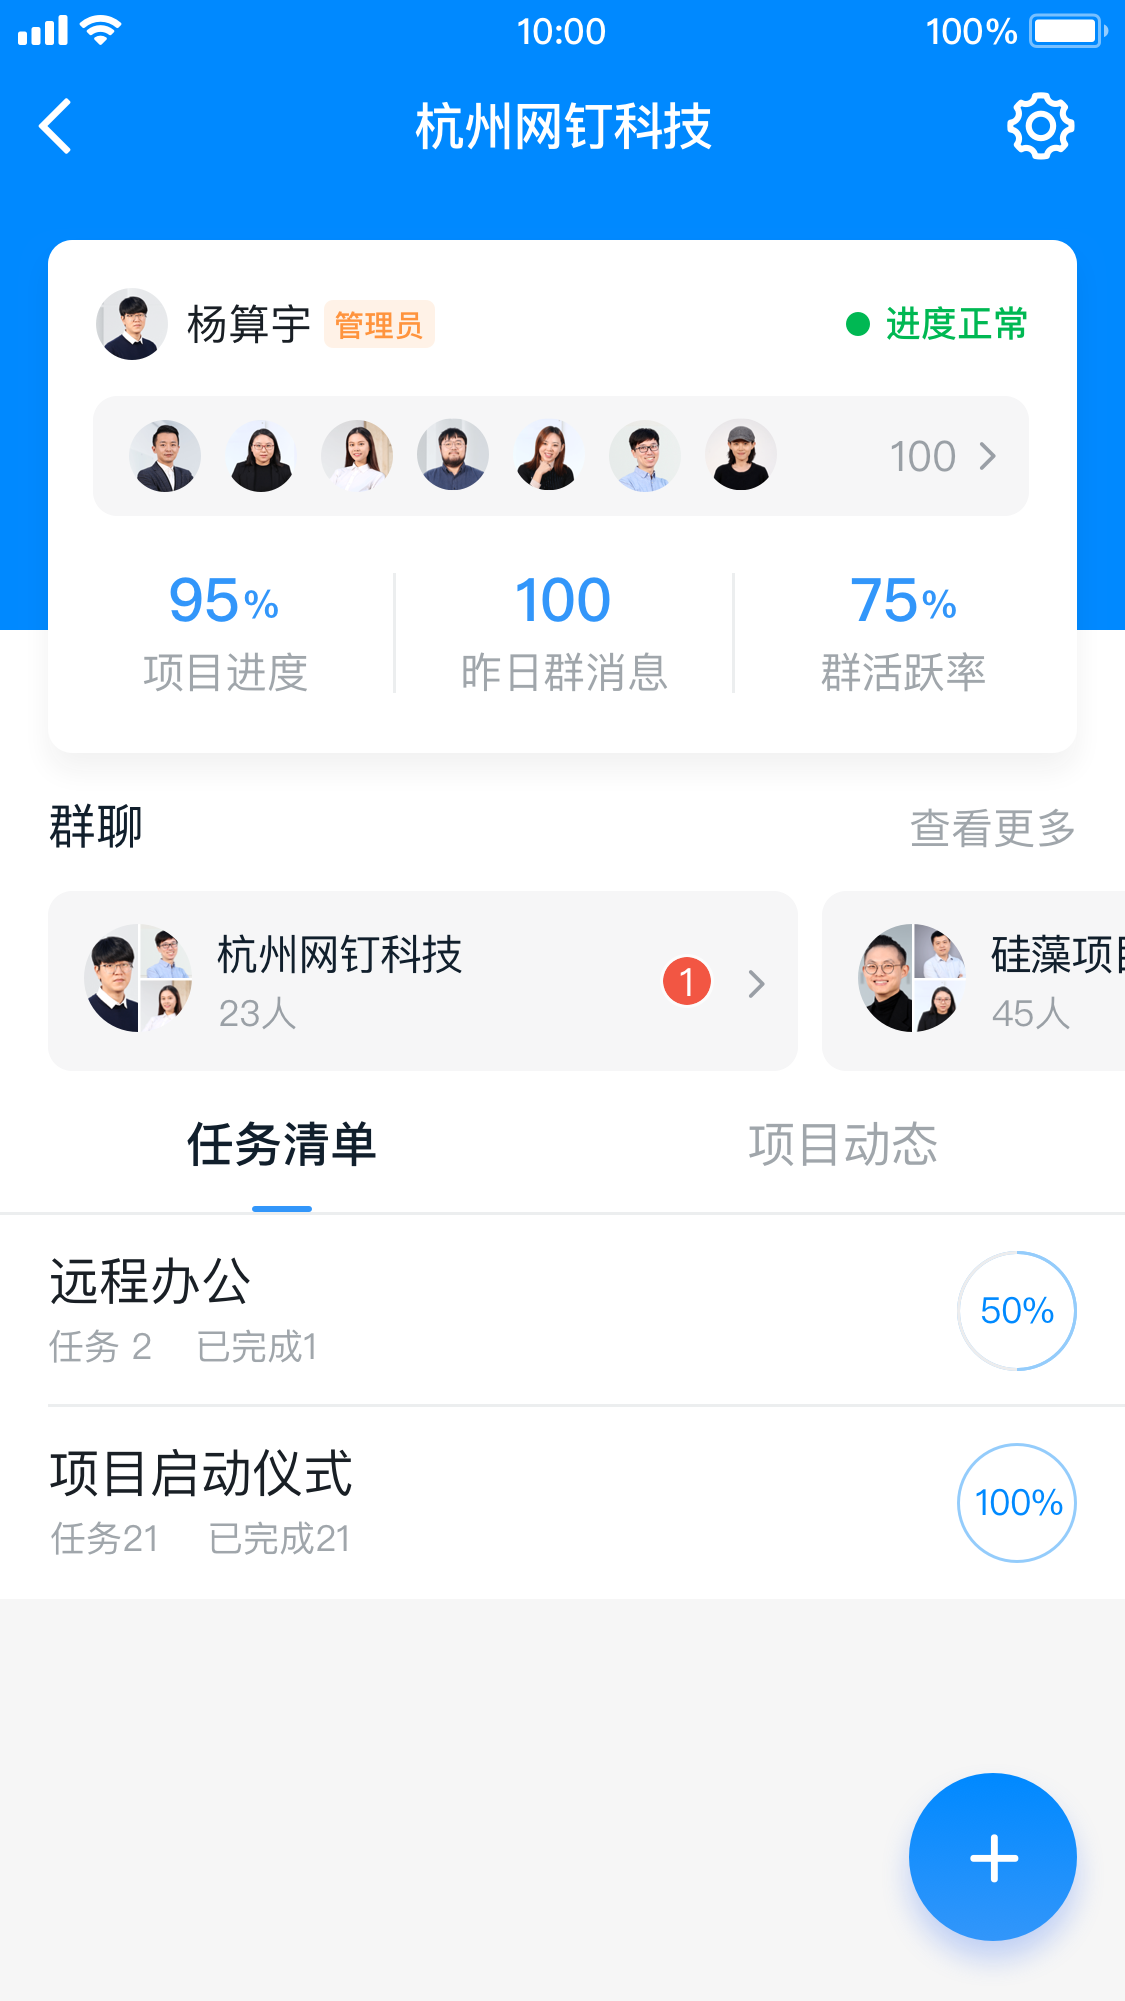 10:00
100%
杭州网钉科技
杨算宇 管理员
进度正常
100
95%
100
75%
项目进度
昨日群消息
群活跃率
群聊
查看更多
杭州网钉科技
23人
1
硅藻项目
45人
任务清单
项目动态
远程办公
任务 2 已完成1
50%
项目启动仪式
任务21 已完成21
100%